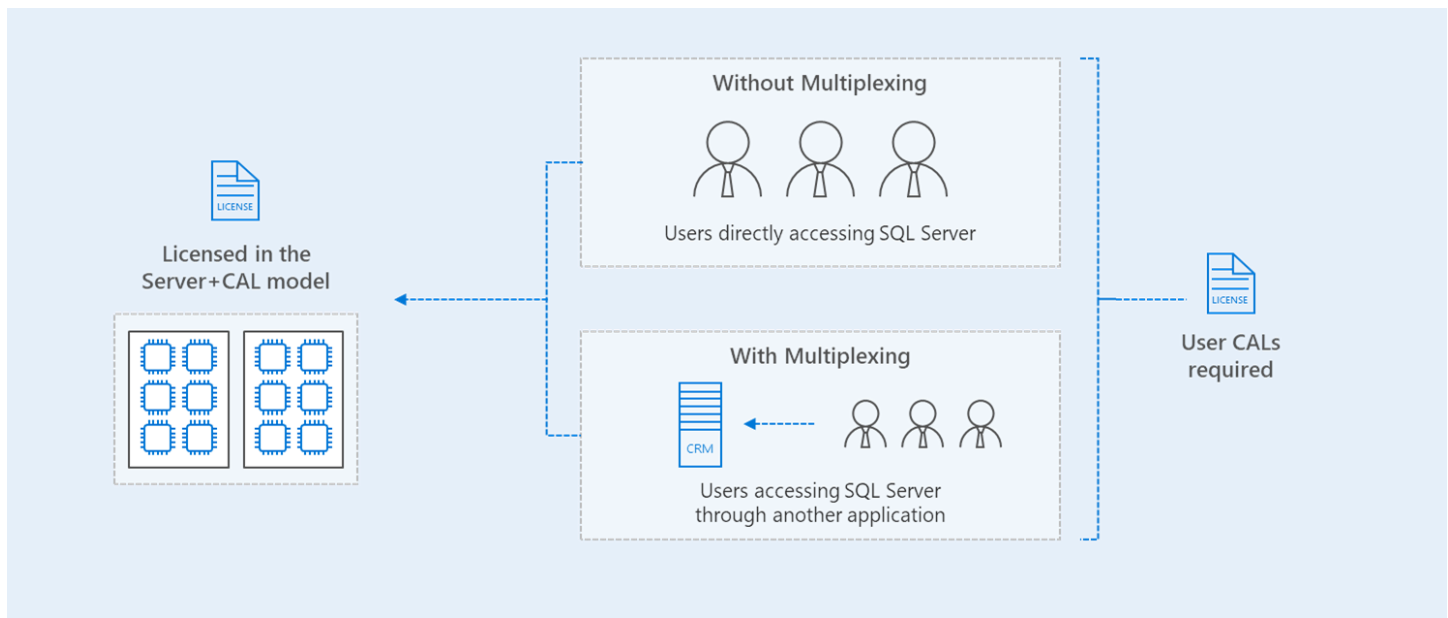 LICENSE
Licensed in the
Server+CAL model
Without Multiplexing
Users directly accessing SQL Server
With Multiplexing
CRM
Users accessing SQL Server
through another application
LICENSE
User CALs
required